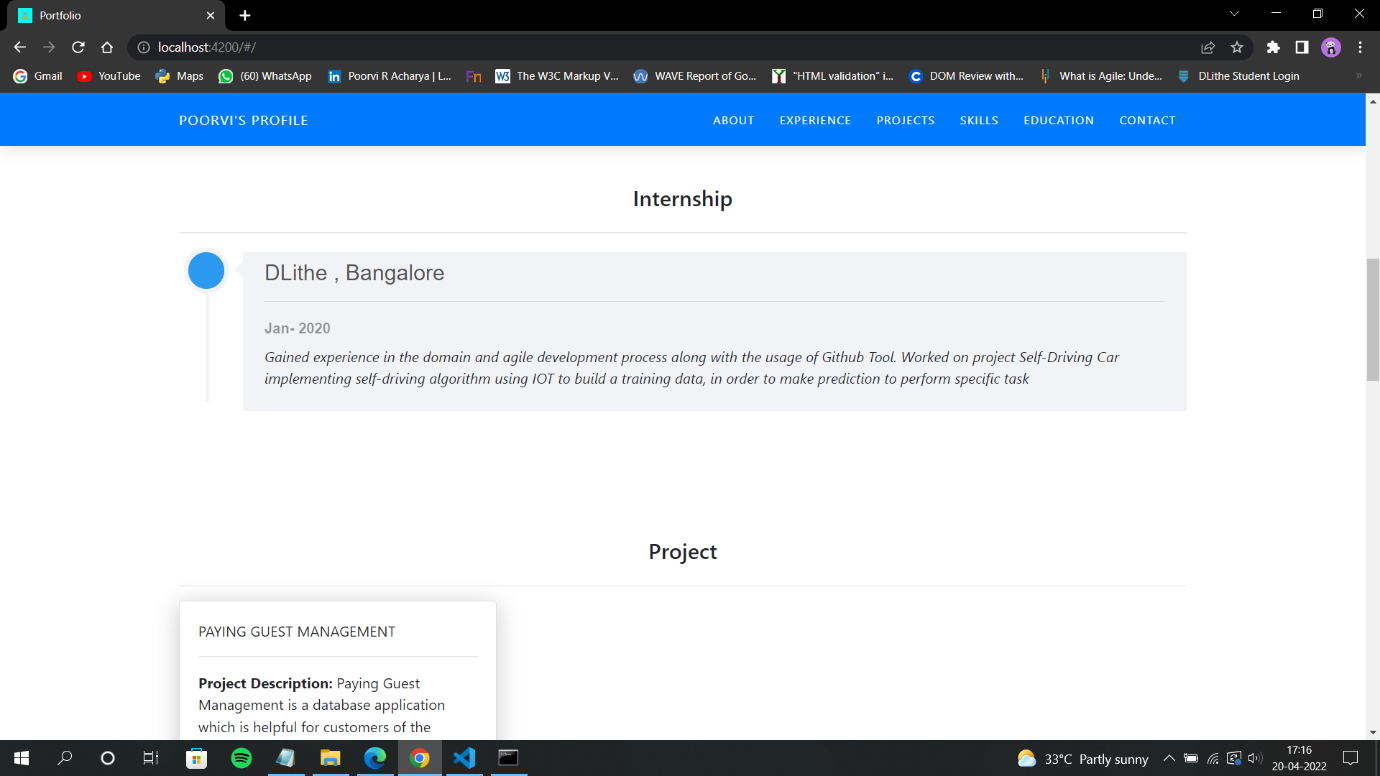 Portfolio
localhost:4200/#/
Gmail YouTube Maps (60) WhatsApp Poorvi R Acharya | L... Fn W3 The W3C Markup V... WAVE Report of Go... "HTML validation" i... DOM Review with... What is Agile: Unde... DLithe Student Login »
POORVI'S PROFILE ABOUT EXPERIENCE PROJECTS SKILLS EDUCATION CONTACT
Internship
DLithe , Bangalore
Jan- 2020
Gained experience in the domain and agile development process along with the usage of Github Tool. Worked on project Self-Driving Car
implementing self-driving algorithm using IOT to build a training data, in order to make prediction to perform specific task
Project
PAYING GUEST MANAGEMENT
Project Description: Paying Guest
Management is a database application
which is helpful for customers of the
33°C Partly sunny
17:16
20-04-2022